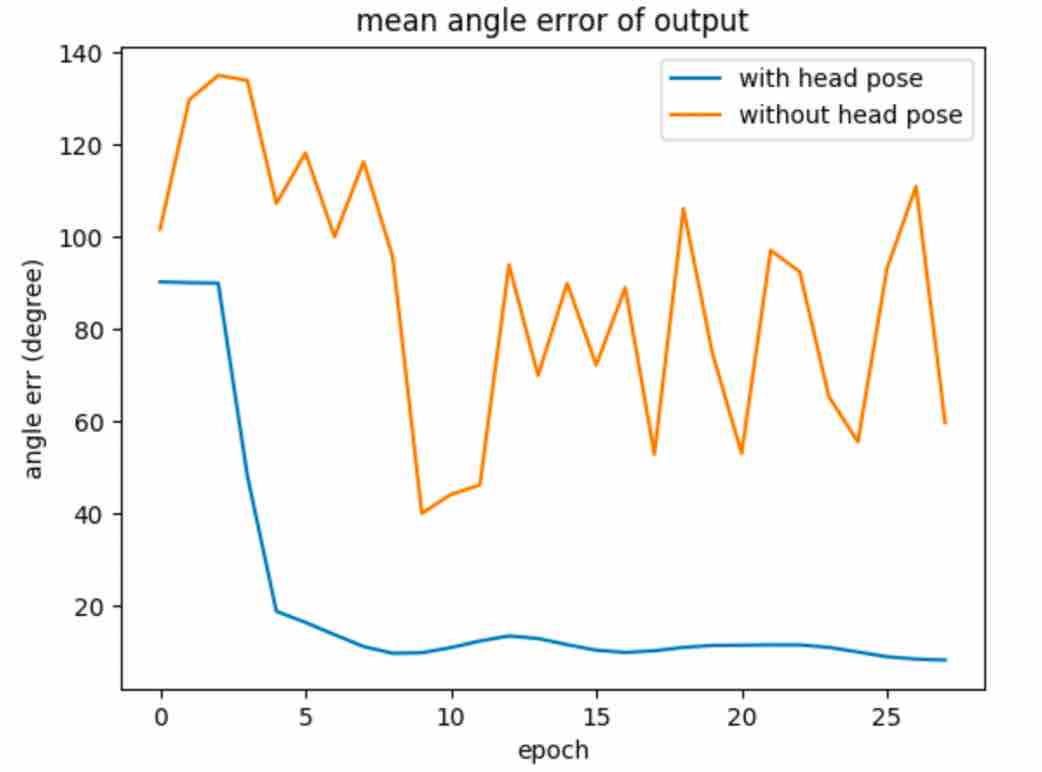 mean angle error of output
with head pose
without head pose
140
120
100
80
60
40
20
angle err (degree)
0 5 10 15 20 25
epoch